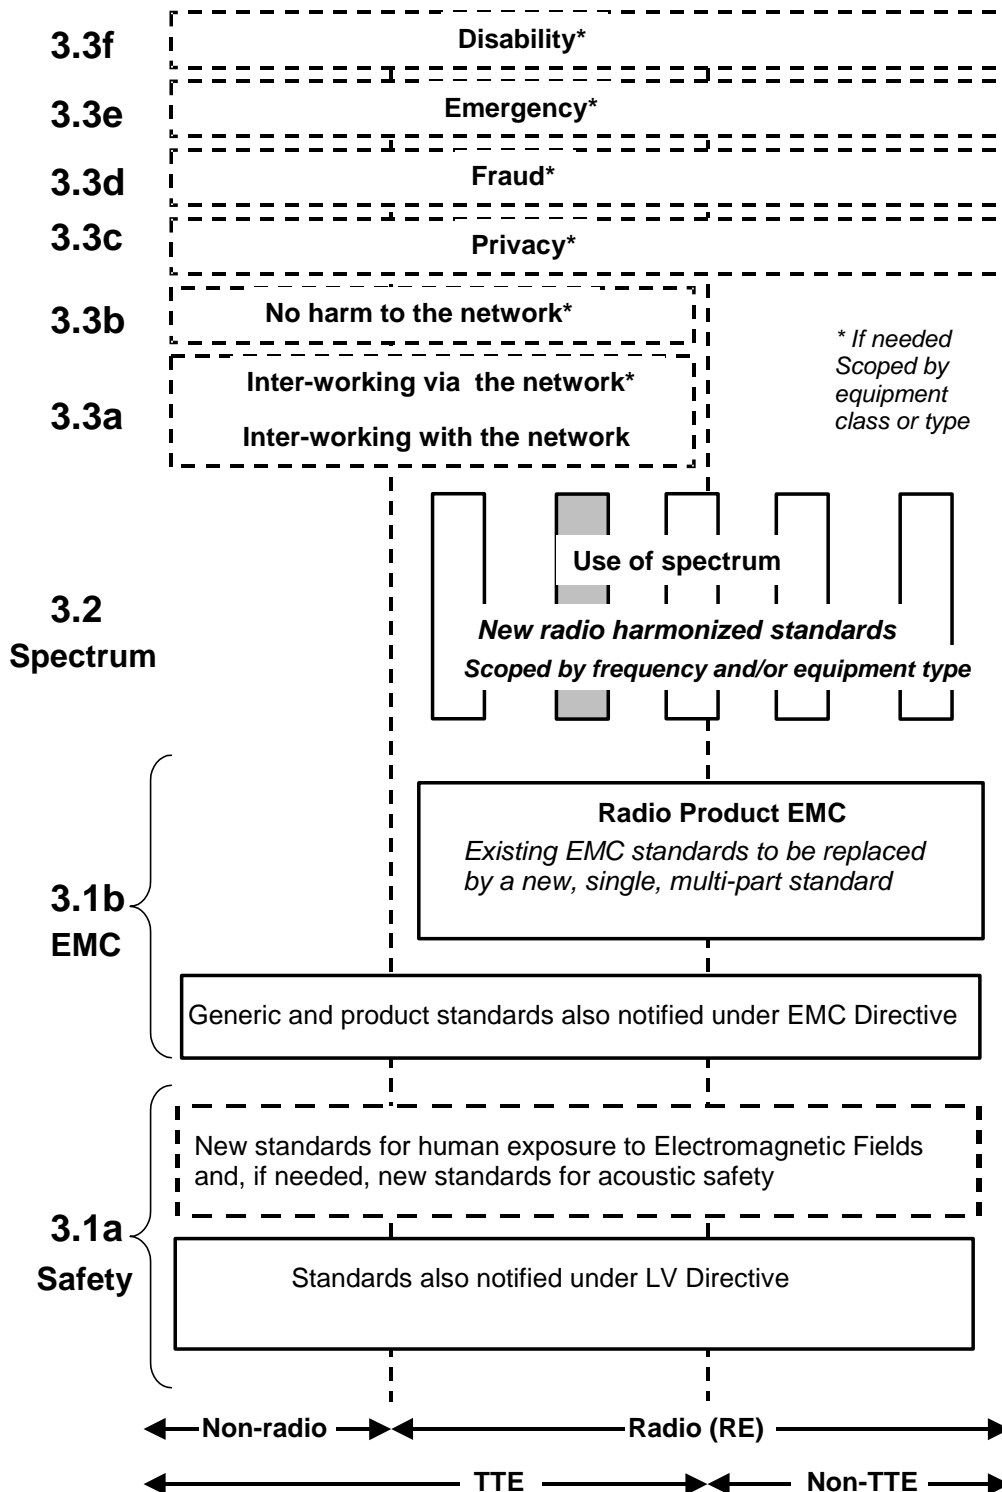 3.3f
Disability*
3.3e
Emergency*
3.3d
Fraud*
3.3c
Privacy*
3.3b
No harm to the network*
* If needed
Scoped by
equipment
class or type
3.3a
Inter-working via the network*
Inter-working with the network
3.2
Spectrum
Use of spectrum
New radio harmonized standards
Scoped by frequency and/or equipment type
3.1b
EMC
Radio Product EMC
Existing EMC standards to be replaced
by a new, single, multi-part standard
Generic and product standards also notified under EMC Directive
3.1a
Safety
New standards for human exposure to Electromagnetic Fields
and, if needed, new standards for acoustic safety
Standards also notified under LV Directive
Non-radio
Radio (RE)
TTE
Non-TTE